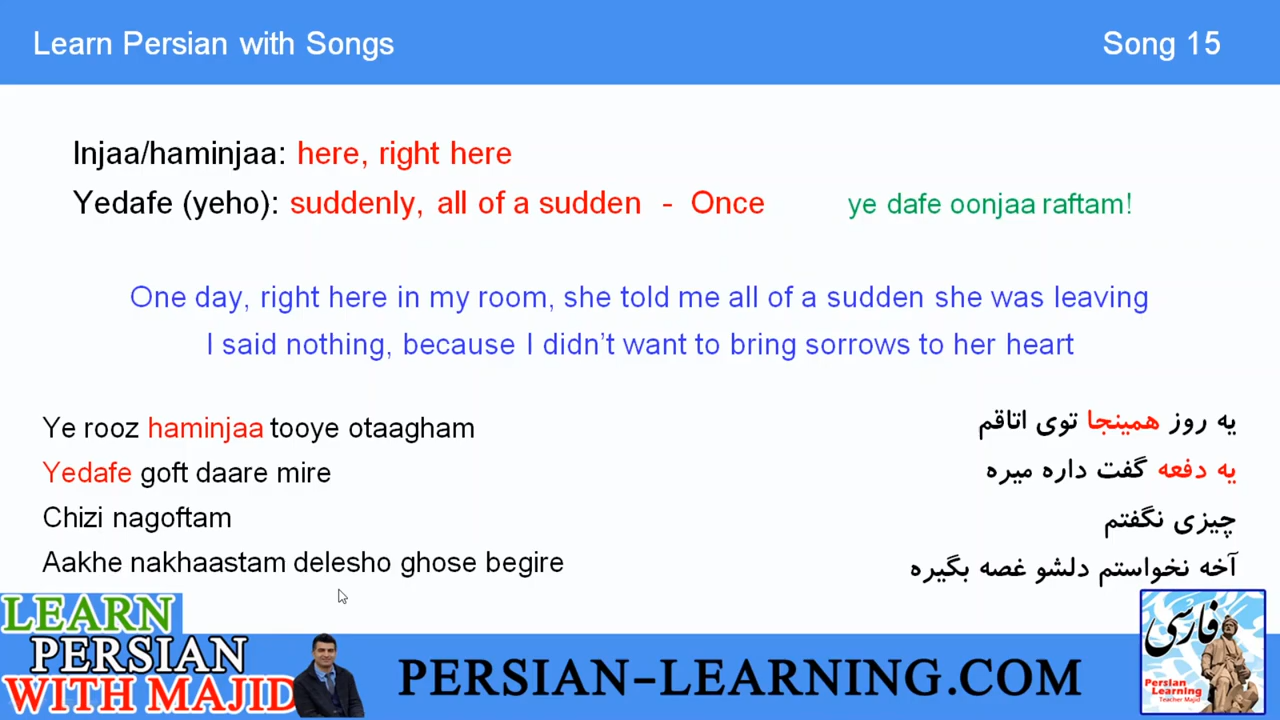 Learn Persian with Songs
Song 15
Injaa/haminjaa: here, right here
Yedafe (yeho): suddenly, all of a sudden - Once
ye dafe oonjaa raftam!
One day, right here in my room, she told me all of a sudden she was leaving
I said nothing, because I didn't want to bring sorrows to her heart
Ye rooz haminjaa tooye otaagham
Yedafe goft daare mire
Chizi nagoftam
Aakhe nakhaastam delesho ghose begire
یه روز همینجا توی اتاقم
یه دفعه گفت داره میره
چیزی نگفتم
آخه نخواستم دلشو غصه بگیره
LEARN
PERSIAN
WITH MAJID
PERSIAN-LEARNING.COM
فارسی
Persian
Learning
Teacher Majid